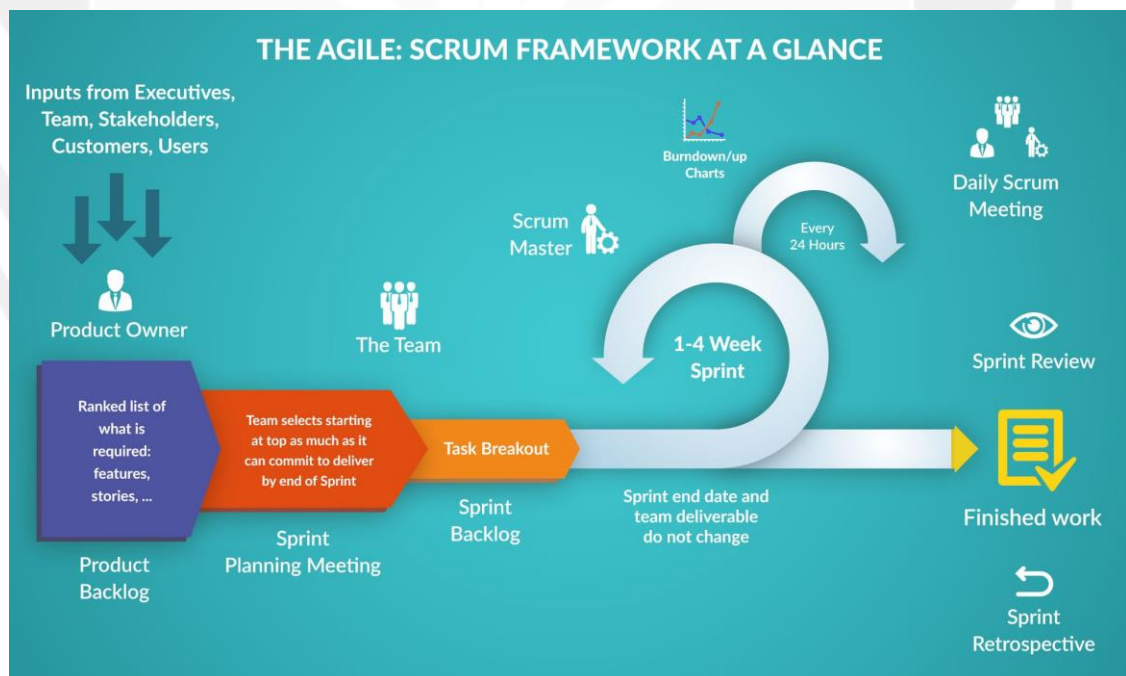 THE AGILE: SCRUM FRAMEWORK AT A GLANCE
Inputs from Executives,
Team, Stakeholders,
Customers, Users
Product Owner
The Team
Scrum
Master
Burndown/up
Charts
Every
24 Hours
Daily Scrum
Meeting
1-4 Week
Sprint
Sprint Review
Ranked list of
what is
required:
features,
stories, ...
Team selects starting
at top as much as it
can commit to deliver
by end of Sprint
Task Breakout
Product
Backlog
Sprint
Planning Meeting
Sprint
Backlog
Sprint end date and
team deliverable
do not change
Finished work
Sprint
Retrospective